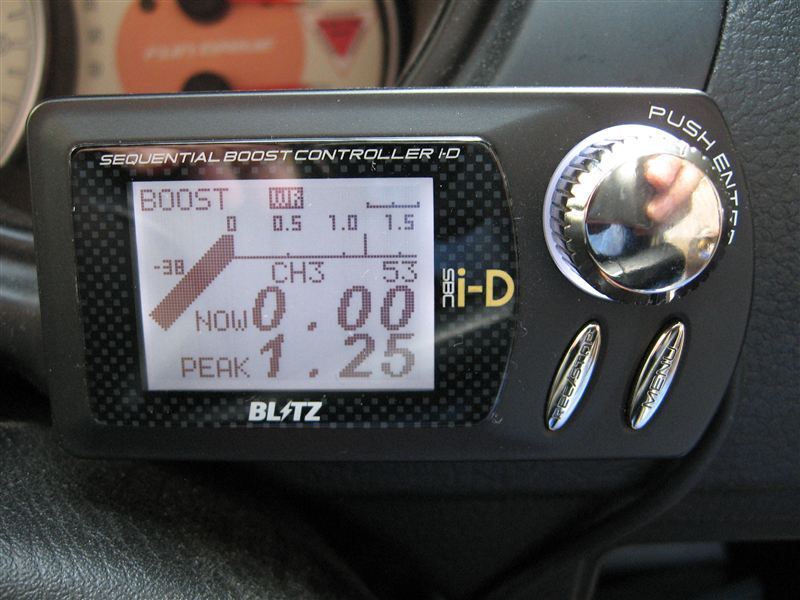 SEQUENTIAL BOOST CONTROLLER I-D
PUSH ENTER
BOOST WR
0 0.5 1.0 1.5
-38
CH3 53
NOW 0.00
PEAK 1.25
SBC i-D
MENU
BLITZ